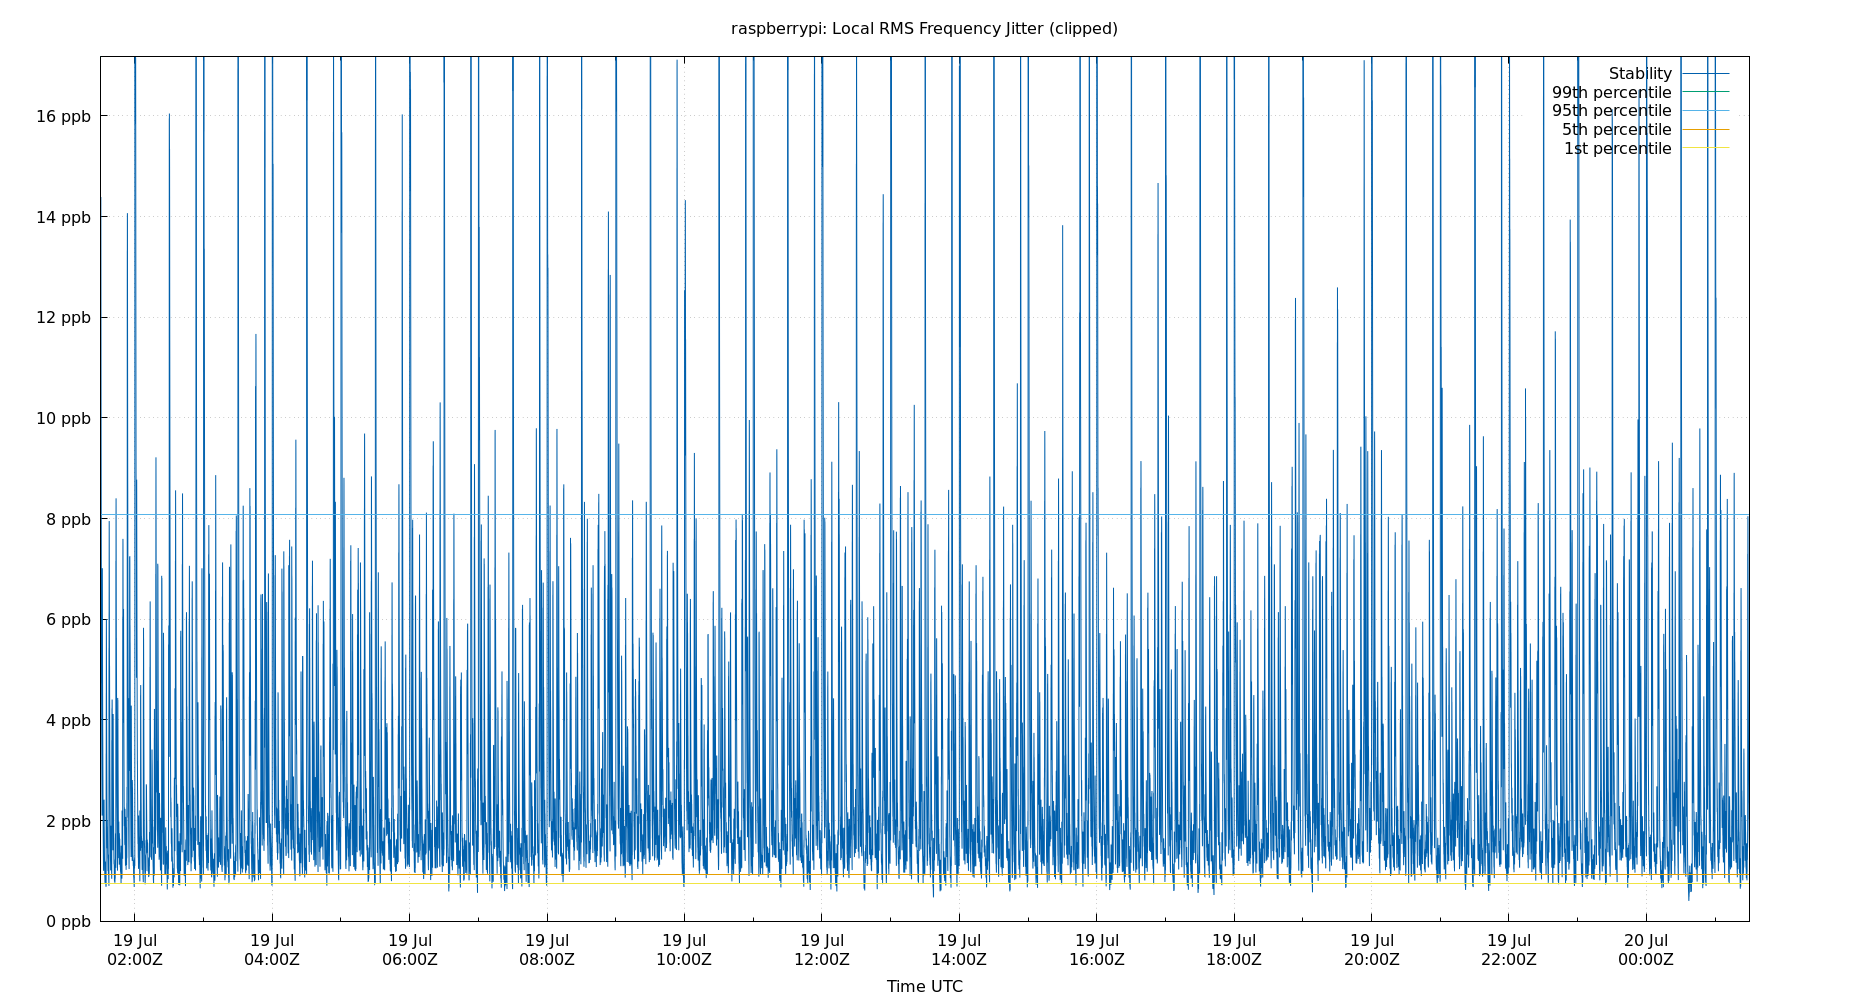 raspberrypi: Local RMS Frequency Jitter (clipped)
Stability
99th percentile
95th percentile
5th percentile
1st percentile
16 ppb
14 ppb
12 ppb
10 ppb
8 ppb
6 ppb
4 ppb
2 ppb
0 ppb
19 Jul 19 Jul 19 Jul 19 Jul 19 Jul 19 Jul 19 Jul 19 Jul 19 Jul 19 Jul 19 Jul 20 Jul
02:00Z 04:00Z 06:00Z 08:00Z 10:00Z 12:00Z 14:00Z 16:00Z 18:00Z 20:00Z 22:00Z 00:00Z
Time UTC